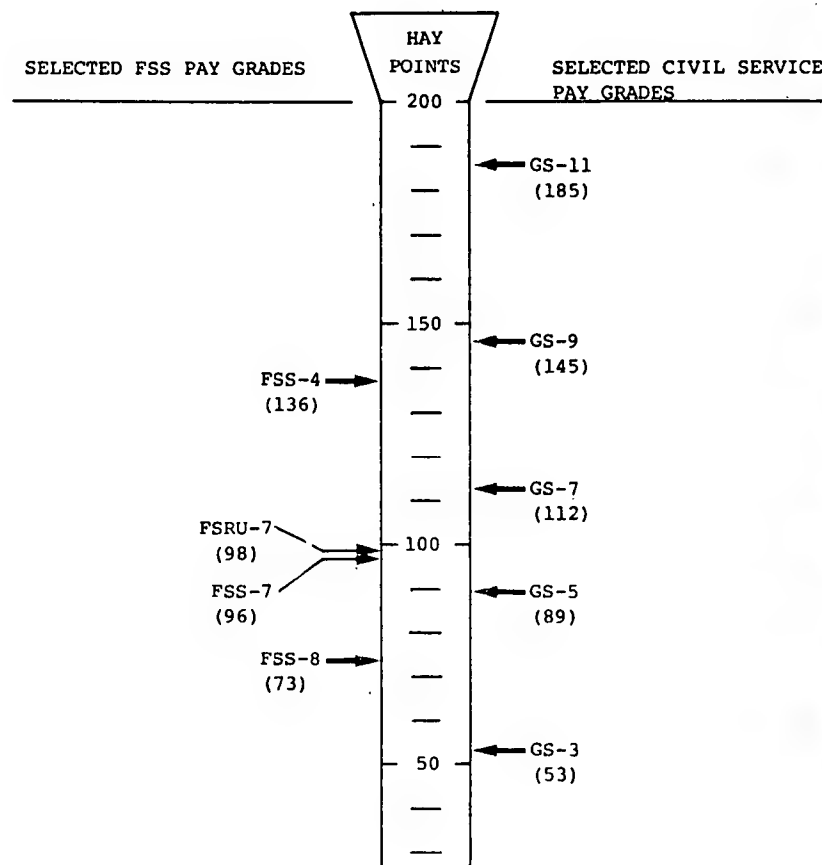 HAY
POINTS
SELECTED FSS PAY GRADES
SELECTED CIVIL SERVICE
PAY GRADES
200
GS-11
(185)
150
GS-9
(145)
FSS-4
(136)
GS-7
(112)
FSRU-7
(98)
100
FSS-7
(96)
GS-5
(89)
FSS-8
(73)
GS-3
(53)
50